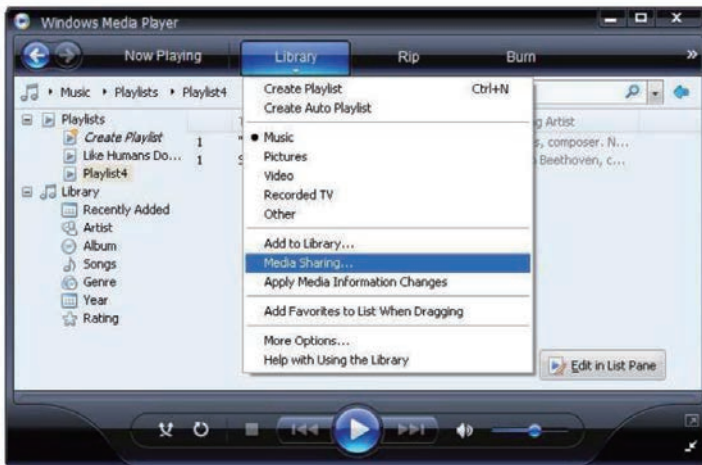 Windows Media Player
Now Playing Library Rip Burn »
Music ▸ Playlists ▸ Playlist4
Create Playlist Ctrl+N
Create Auto Playlist
Music
Pictures
Video
Recorded TV
Other
Add to Library...
Media Sharing...
Apply Media Information Changes
Add Favorites to List When Dragging
More Options...
Help with Using the Library
Playlists
Create Playlist
Like Humans Do...
Playlist4
Library
Recently Added
Artist
Album
Songs
Genre
Year
Rating
1
1
Artist
composer. N...
Beethoven, c...
Edit in List Pane